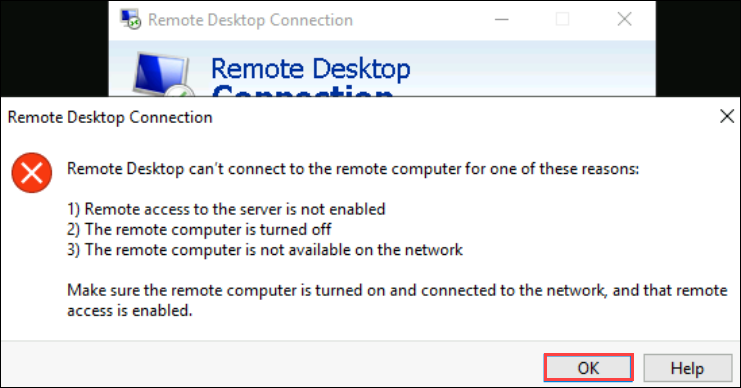 Remote Desktop Connection
Remote Desktop
Connection
Remote Desktop Connection
Remote Desktop can't connect to the remote computer for one of these reasons:
1) Remote access to the server is not enabled
2) The remote computer is turned off
3) The remote computer is not available on the network
Make sure the remote computer is turned on and connected to the network, and that remote
access is enabled.
OK
Help